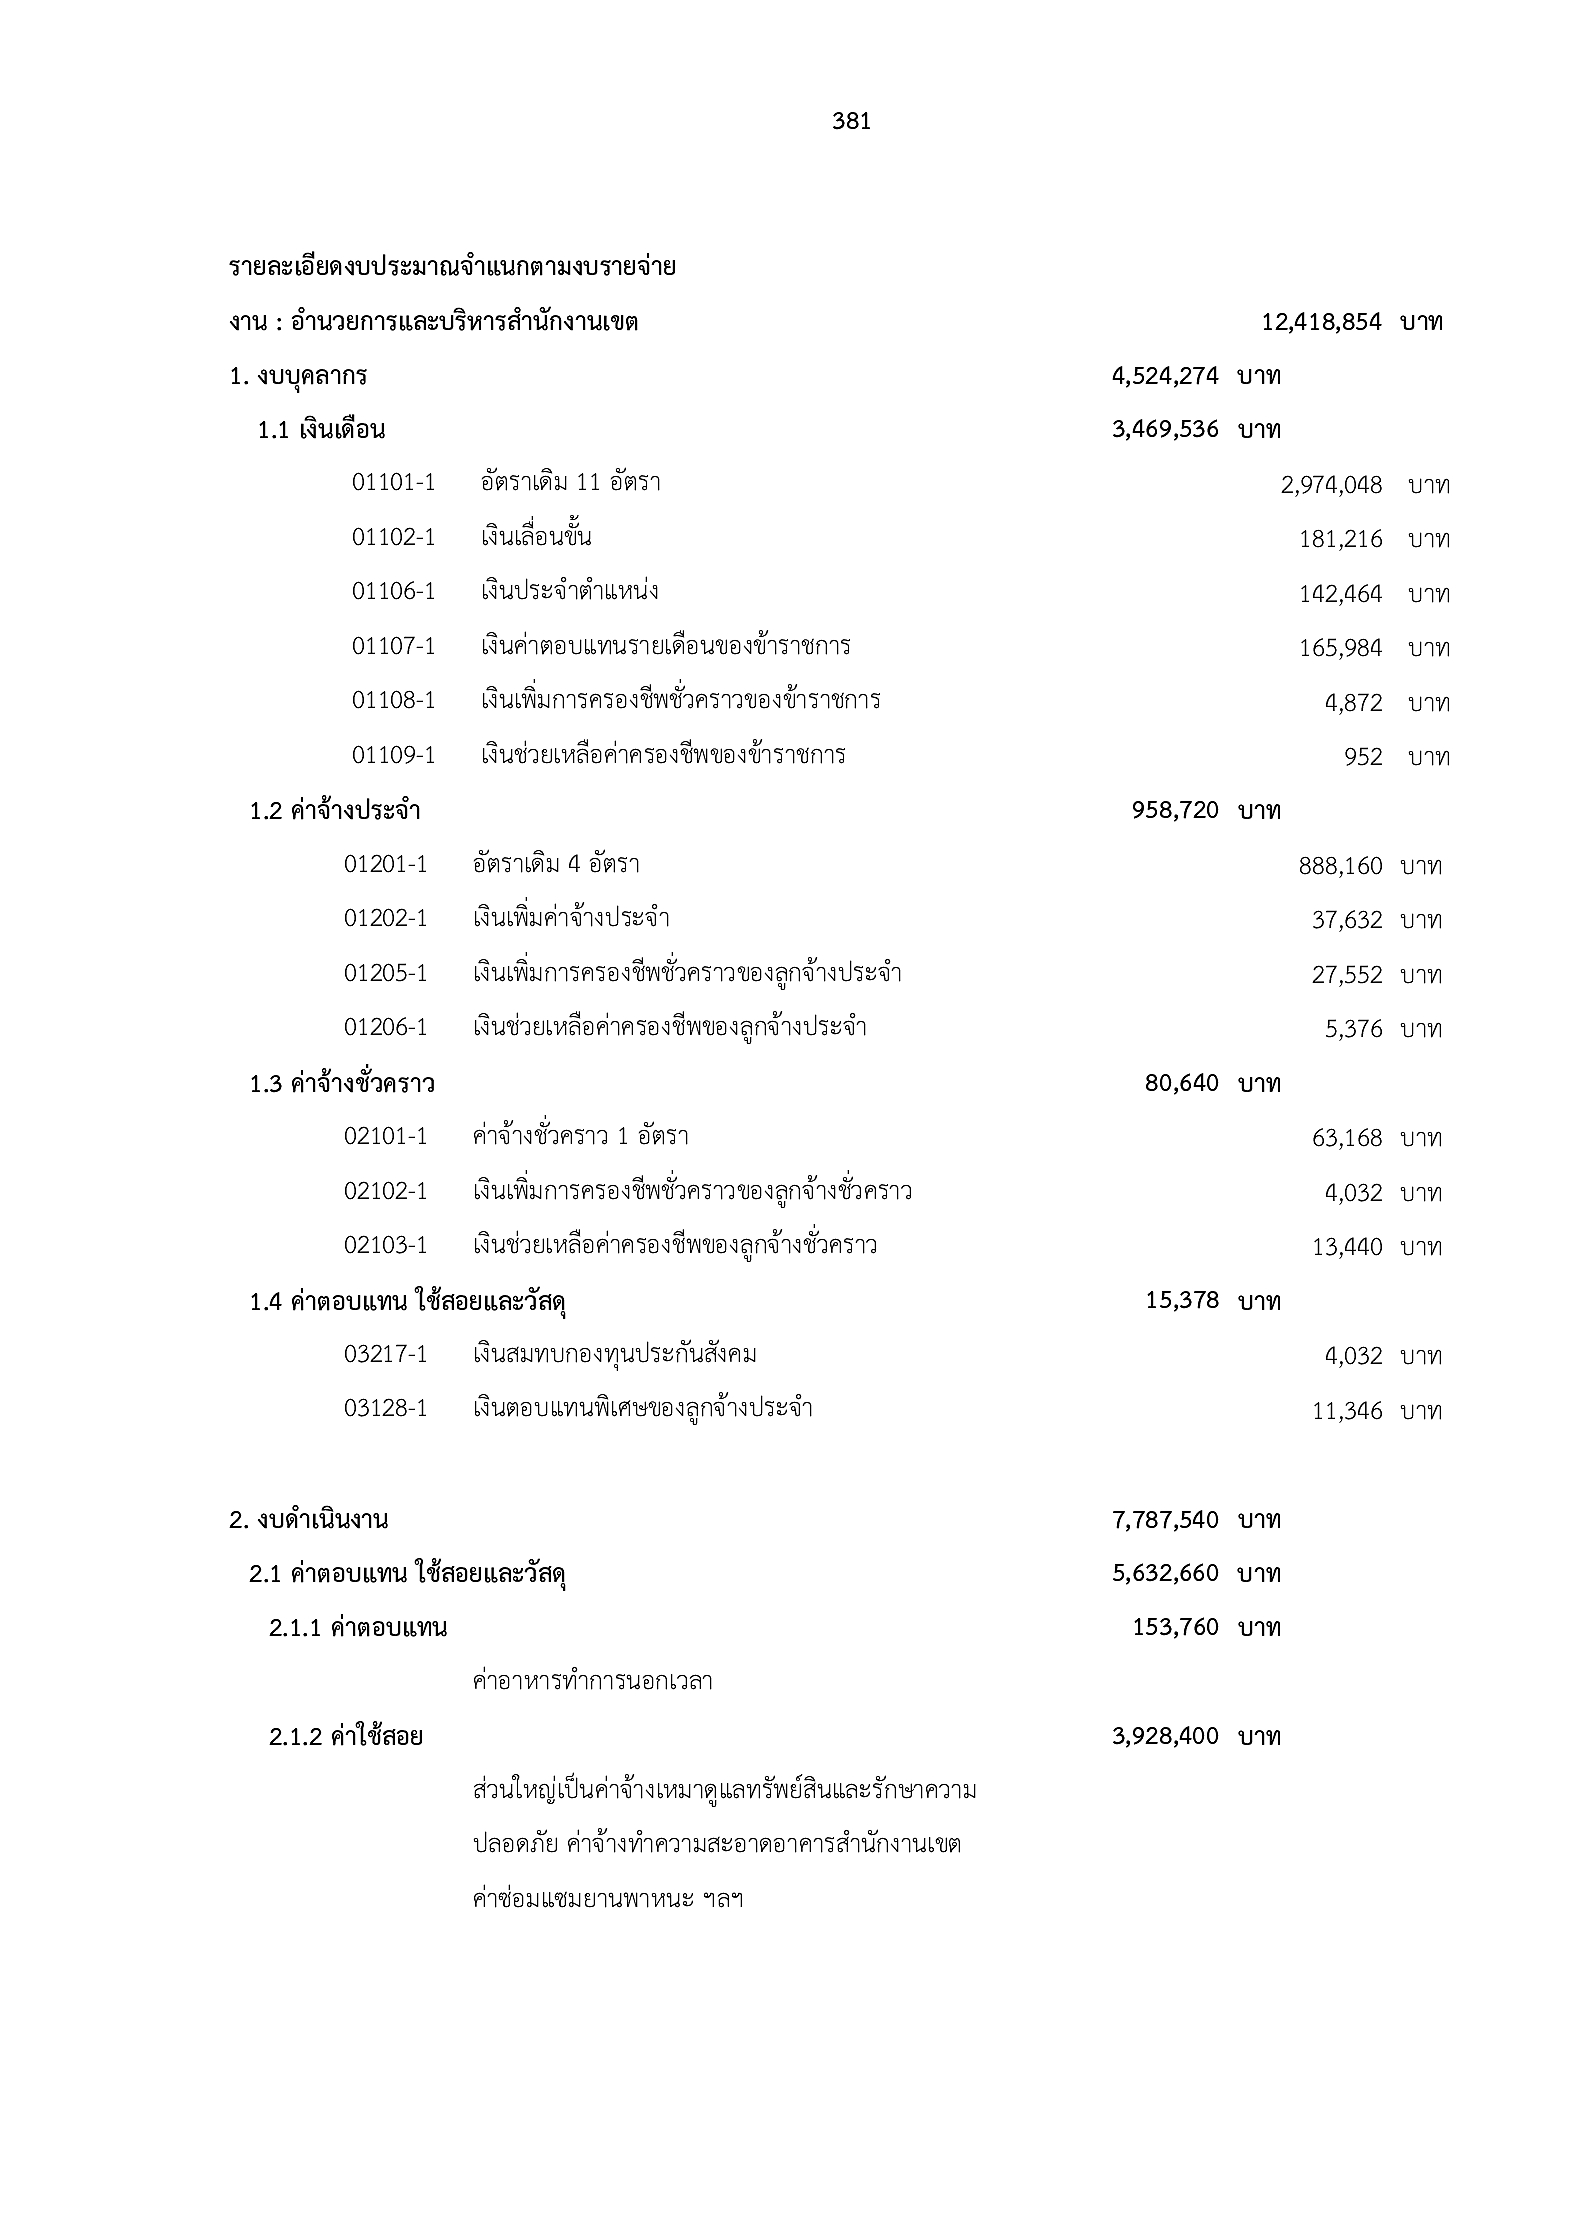 381
รายละเอียดงบประมาณจำแนกตามงบรายจ่าย
งาน : อำนวยการและบริหารสำนักงานเขต 12,418,854 บาท
1. งบบุคลากร 4,524,274 บาท
1.1 เงินเดือน 3,469,536 บาท
01101-1 อัตราเดิม 11 อัตรา 2,974,048 บาท
01102-1 เงินเลื่อนขั้น 181,216 บาท
01106-1 เงินประจำตำแหน่ง 142,464 บาท
01107-1 เงินค่าตอบแทนรายเดือนของข้าราชการ 165,984 บาท
01108-1 เงินเพิ่มการครองชีพชั่วคราวของข้าราชการ 4,872 บาท
01109-1 เงินช่วยเหลือค่าครองชีพของข้าราชการ 952 บาท
1.2 ค่าจ้างประจำ 958,720 บาท
01201-1 อัตราเดิม 4 อัตรา 888,160 บาท
01202-1 เงินเพิ่มค่าจ้างประจำ 37,632 บาท
01205-1 เงินเพิ่มการครองชีพชั่วคราวของลูกจ้างประจำ 27,552 บาท
01206-1 เงินช่วยเหลือค่าครองชีพของลูกจ้างประจำ 5,376 บาท
1.3 ค่าจ้างชั่วคราว 80,640 บาท
02101-1 ค่าจ้างชั่วคราว 1 อัตรา 63,168 บาท
02102-1 เงินเพิ่มการครองชีพชั่วคราวของลูกจ้างชั่วคราว 4,032 บาท
02103-1 เงินช่วยเหลือค่าครองชีพของลูกจ้างชั่วคราว 13,440 บาท
1.4 ค่าตอบแทน ใช้สอยและวัสดุ 15,378 บาท
03217-1 เงินสมทบกองทุนประกันสังคม 4,032 บาท
03128-1 เงินตอบแทนพิเศษของลูกจ้างประจำ 11,346 บาท
2. งบดำเนินงาน 7,787,540 บาท
2.1 ค่าตอบแทน ใช้สอยและวัสดุ 5,632,660 บาท
2.1.1 ค่าตอบแทน 153,760 บาท
ค่าอาหารทำการนอกเวลา
2.1.2 ค่าใช้สอย 3,928,400 บาท
ส่วนใหญ่เป็นค่าจ้างเหมาดูแลทรัพย์สินและรักษาความ
ปลอดภัย ค่าจ้างทำความสะอาดอาคารสำนักงานเขต
ค่าซ่อมแซมยานพาหนะ ฯลฯ